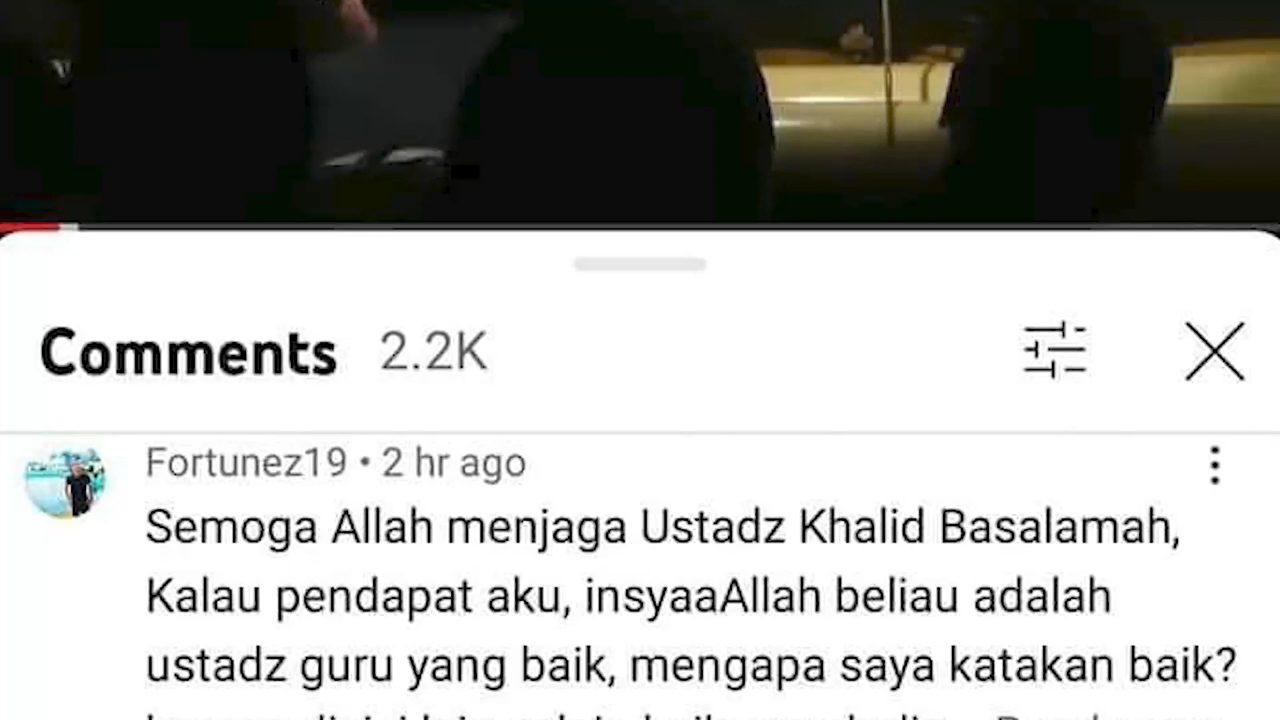 Comments 2.2K
Fortunez19 • 2 hr ago
Semoga Allah menjaga Ustadz Khalid Basalamah,
Kalau pendapat aku, insyaaAllah beliau adalah
ustadz guru yang baik, mengapa saya katakan baik?